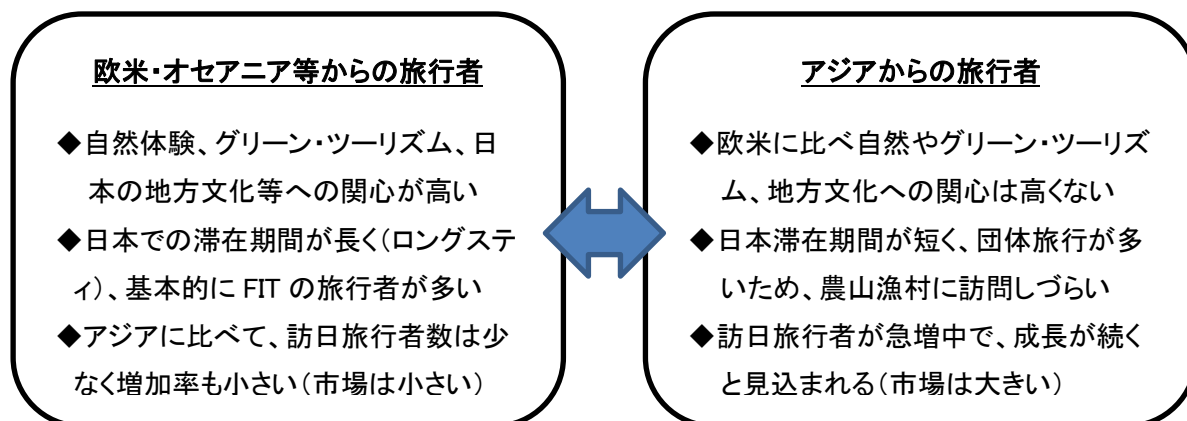 欧米・オセアニア等からの旅行者
◆自然体験、グリーン・ツーリズム、日
本の地方文化等への関心が高い
◆日本での滞在期間が長く(ロングステ
ィ)、基本的に FIT の旅行者が多い
◆アジアに比べて、訪日旅行者数は少
なく増加率も小さい(市場は小さい)
アジアからの旅行者
◆欧米に比べ自然やグリーン・ツーリズ
ム、地方文化への関心は高くない
◆日本滞在期間が短く、団体旅行が多
いため、農山漁村に訪問しづらい
◆訪日旅行者が急増中で、成長が続く
と見込まれる(市場は大きい)